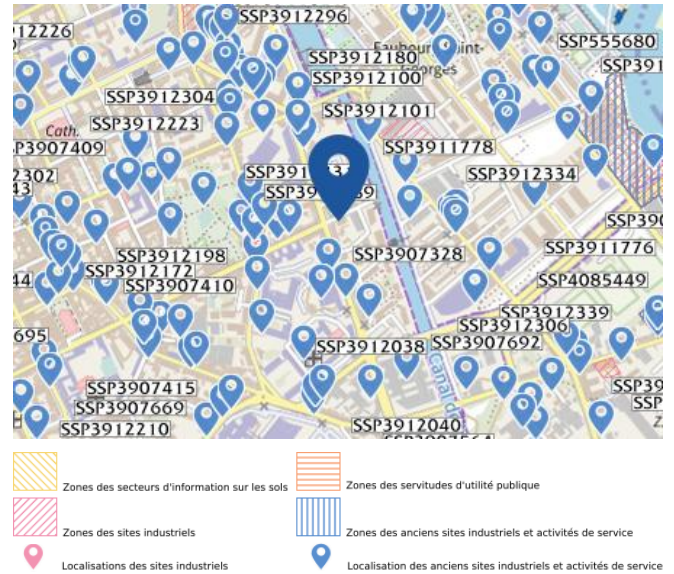 SSP3912296
12226
Faubourg Saint-
Georges
SSP555680
SSP3912180
SSP391
SSP3912100
SSP3912304
SSP3912101
SSP3912223
Cath.
SSP3911778
P3907409
2302
SSP3912334
43
SSP390
SSP3911776
SSP3907328
SSP3912198
SSP3912172
44
SSP4085449
SSP3907410
SSP3912339
SSP3912306
695
SSP3907692
SSP3912038
SSP3907415
SSP39
SSP3907669
SSP
SSP3912210
SSP3912040
Canal d
Z.
Zones des secteurs d'information sur les sols
Zones des servitudes d'utilité publique
Zones des sites industriels
Zones des anciens sites industriels et activités de service
Localisations des sites industriels
Localisation des anciens sites industriels et activités de service